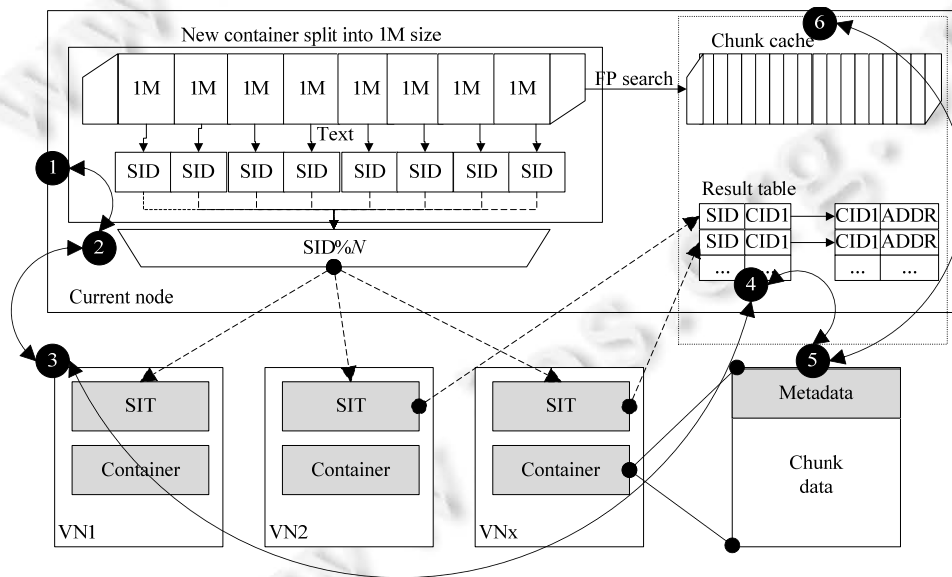 6
New container split into 1M size
Chunk cache
1M 1M 1M 1M 1M 1M 1M 1M
FP search
Text
1
SID SID SID SID SID SID SID SID
Result table
SID CID1 CID1 ADDR
SID CID1 CID1 ADDR
... ... ... ...
2
SID%N
4
Current node
3
5
SIT SIT SIT
Metadata
Container Container Container
Chunk
data
VN1 VN2 VNx